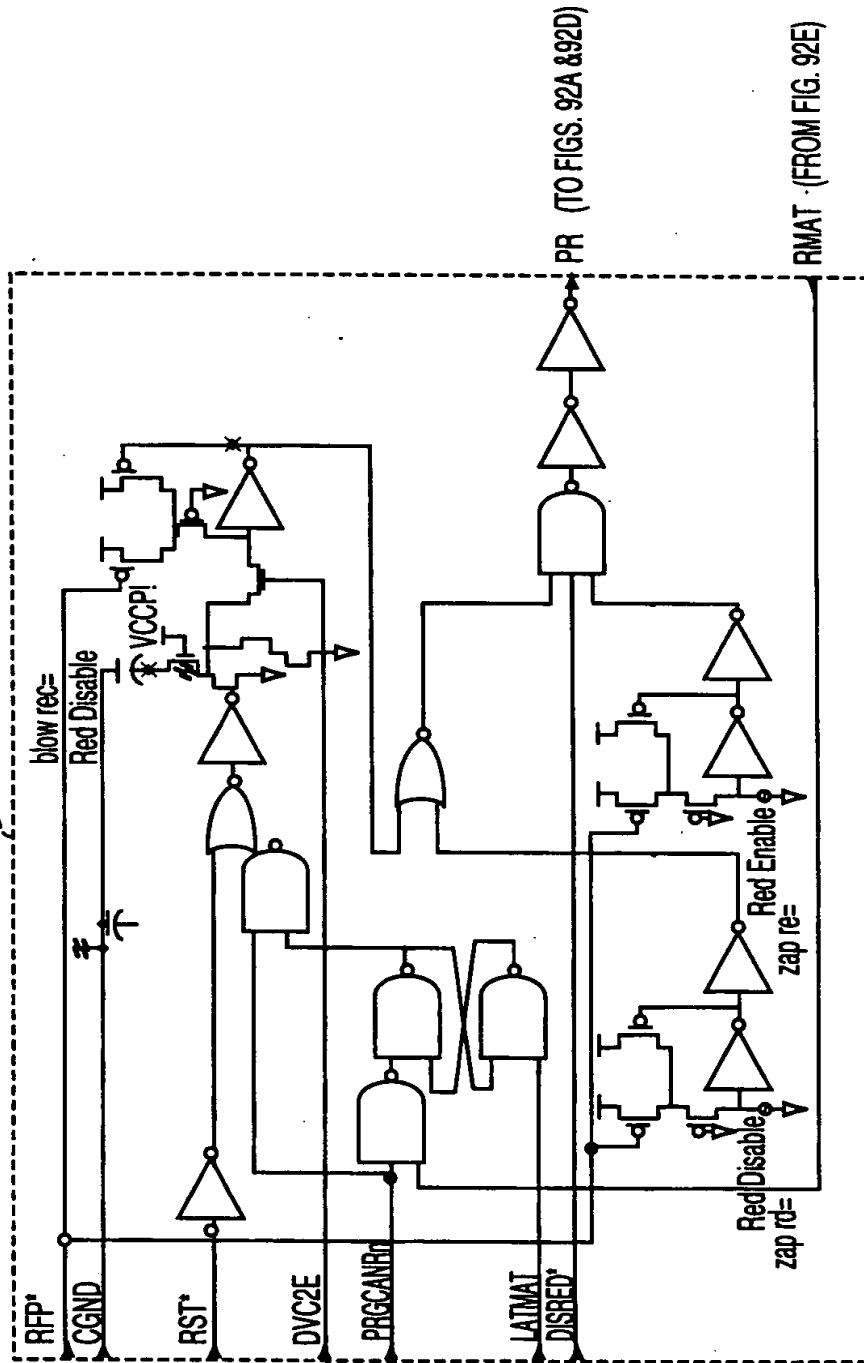 RFP*
CGND
RST*
DVC2E
PRGCANRn
LATMAT
DISRED*
blow rec=
Red Disable
VCCP!
Red Disable
zap rd=
Red Enable
zap re=
PR (TO FIGS. 92A &92D)
RMAT (FROM FIG. 92E)